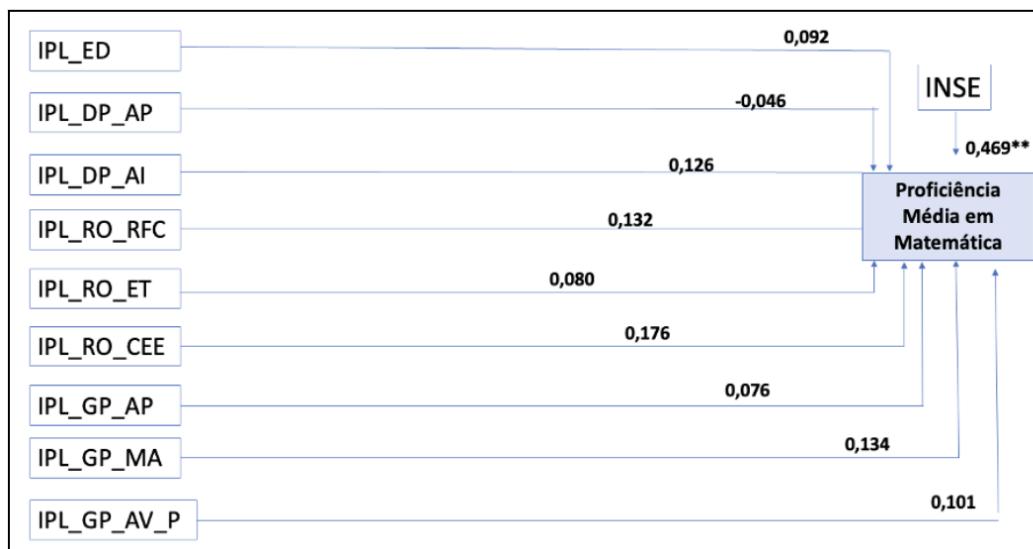 IPL_ED
0,092
INSE
IPL_DP_AP
-0,046
0,469**
IPL_DP_AI
0,126
Proficiência
Média em
Matemática
IPL_RO_RFC
0,132
IPL_RO_ET
0,080
IPL_RO_CEE
0,176
IPL_GP_AP
0,076
IPL_GP_MA
0,134
IPL_GP_AV_P
0,101